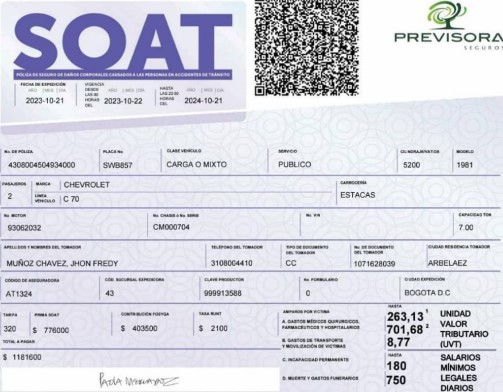 SOAT
PREVISORA
SEGUROS
PÓLIZA DE SEGURO DE DAÑOS CORPORALES CAUSADOS A LAS PERSONAS EN ACCIDENTES DE TRÁNSITO
FECHA DE EXPEDICIÓN
AÑO MES DÍA
2023-10-21
VIGENCIA DESDE LAS 00 HORAS DEL
AÑO MES DÍA
2023-10-22
HASTA LAS 23:59 HORAS DEL
AÑO MES DÍA
2024-10-21
No. DE PÓLIZA PLACA No. CLASE VEHÍCULO SERVICIO CILINDRAJE/VATIOS MODELO
4308004504934000 SWB857 CARGA O MIXTO PUBLICO 5200 1981
PASAJEROS MARCA CHEVROLET CARROCERÍA
2 LÍNEA VEHÍCULO C 70 ESTACAS
No. MOTOR No. CHASIS ó No. SERIE No. VIN CAPACIDAD TON
93062032 CM000704 7.00
APELLIDOS Y NOMBRES DEL TOMADOR TELÉFONO DEL TOMADOR TIPO DE DOCUMENTO DEL TOMADOR No. DE DOCUMENTO DEL TOMADOR CIUDAD RESIDENCIA TOMADOR
MUÑOZ CHAVEZ, JHON FREDY 3108004410 CC 1071628039 ARBELAEZ
CÓDIGO DE ASEGURADORA CÓD. SUCURSAL EXPEDIDORA CLAVE PRODUCTOR No. FORMULARIO CIUDAD EXPEDICIÓN
AT1324 43 999913588 0 BOGOTA D.C
TARIFA PRIMA SOAT CONTRIBUCIÓN FOSYGA TASA RUNT
320 $ 776000 $ 403500 $ 2100
TOTAL A PAGAR
$ 1181600
AMPAROS POR VICTIMA
A. GASTOS MÉDICOS QUIRURGICOS, FARMACÉUTICOS Y HOSPITALARIOS
B. GASTOS DE TRANSPORTE Y MOVILIZACIÓN DE VICTIMAS
C. INCAPACIDAD PERMANENTE
D. MUERTE Y GASTOS FUNERARIOS
HASTA
263,13 1
701,68 2
8,77
UNIDAD VALOR TRIBUTARIO (UVT)
HASTA
180
750
SALARIOS MÍNIMOS LEGALES DIARIOS